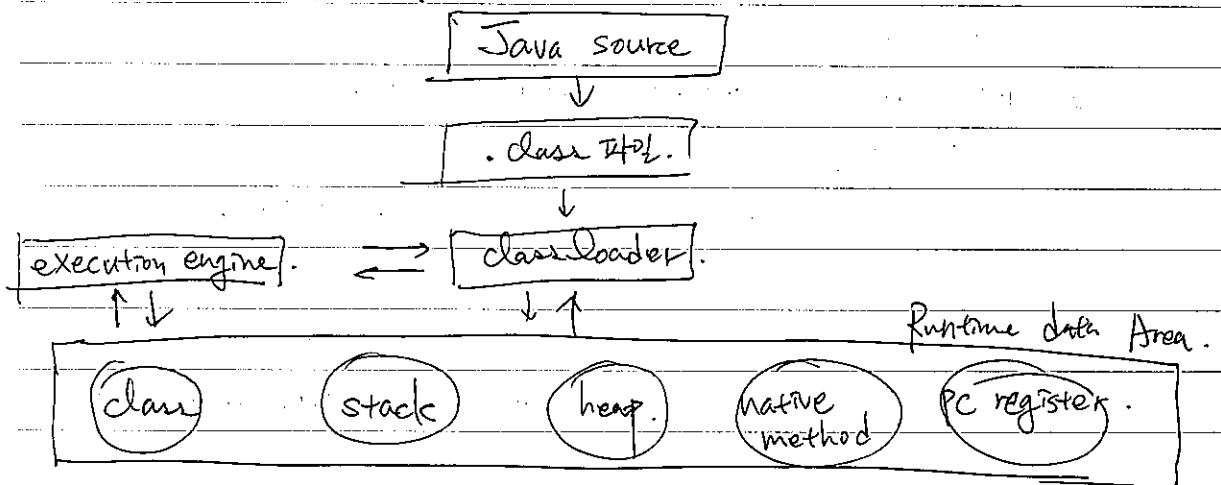 Java source
.class 파일.
execution engine.
classloader.
Runtime data Area.
class
stack
heap.
native
method
PC register.